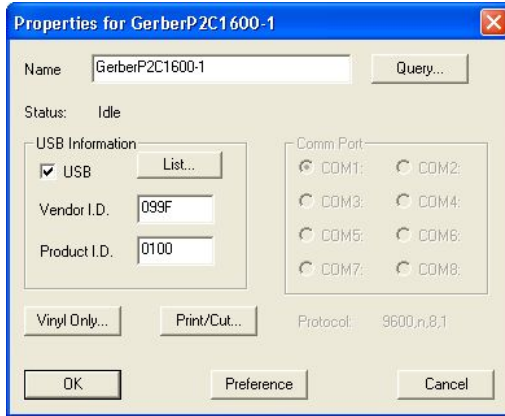 Properties for GerberP2C1600-1
Name GerberP2C1600-1 Query...
Status: Idle
USB Information
USB List...
Vendor I.D. 099F
Product I.D. 0100
Comm Port
COM1: COM2:
COM3: COM4:
COM5: COM6:
COM7: COM8:
Vinyl Only... Print/Cut... Protocol: 9600,n,8,1
OK Preference Cancel